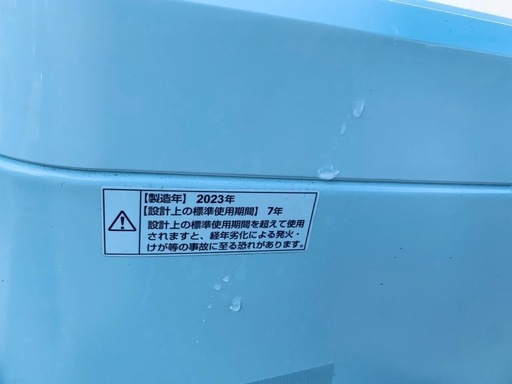 【製造年】 2023年
【設計上の標準使用期間】 7年
設計上の標準使用期間を超えて使用
されますと、経年劣化による発火・
けが等の事故に至る恐れがあります。